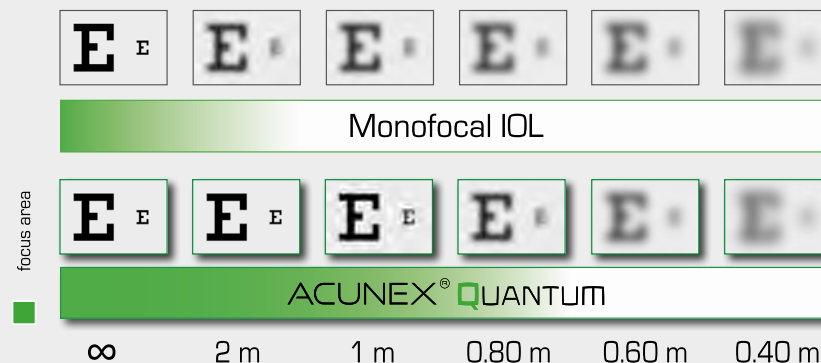 E E E E E E E E E E E
Monofocal IOL
E E E E E E E E E E E
focus area
ACUNEX® QUANTUM
∞ 2 m 1 m 0.80 m 0.60 m 0.40 m